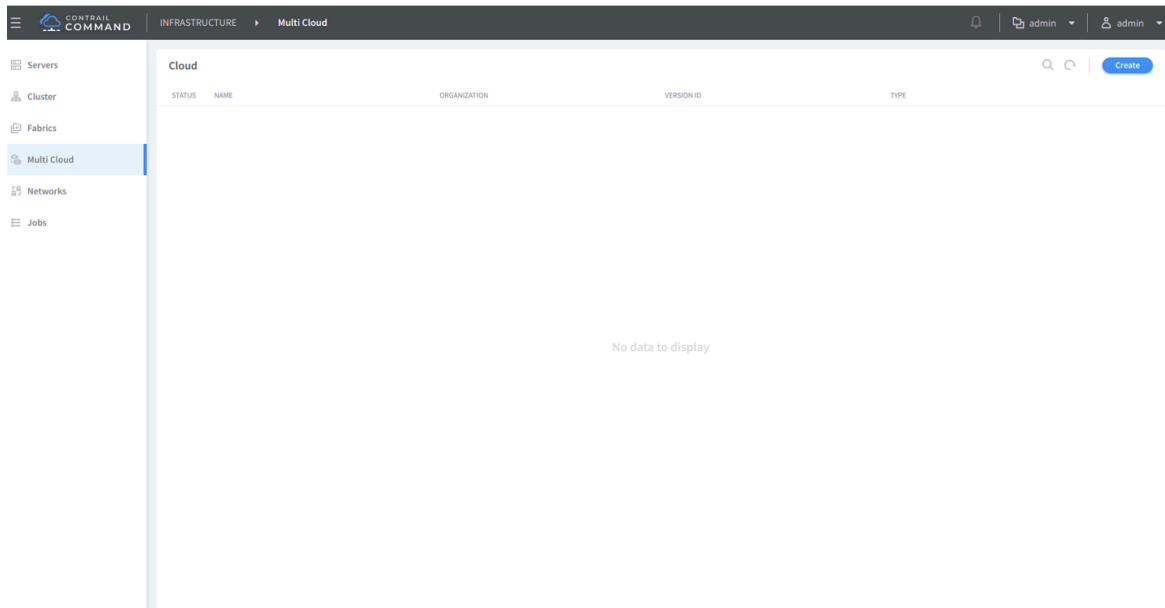 CONTRAIL
COMMAND
INFRASTRUCTURE Multi Cloud
admin admin
Servers
Cluster
Fabrics
Multi Cloud
Networks
Jobs
Cloud
Create
STATUS NAME ORGANIZATION VERSION ID TYPE
No data to display